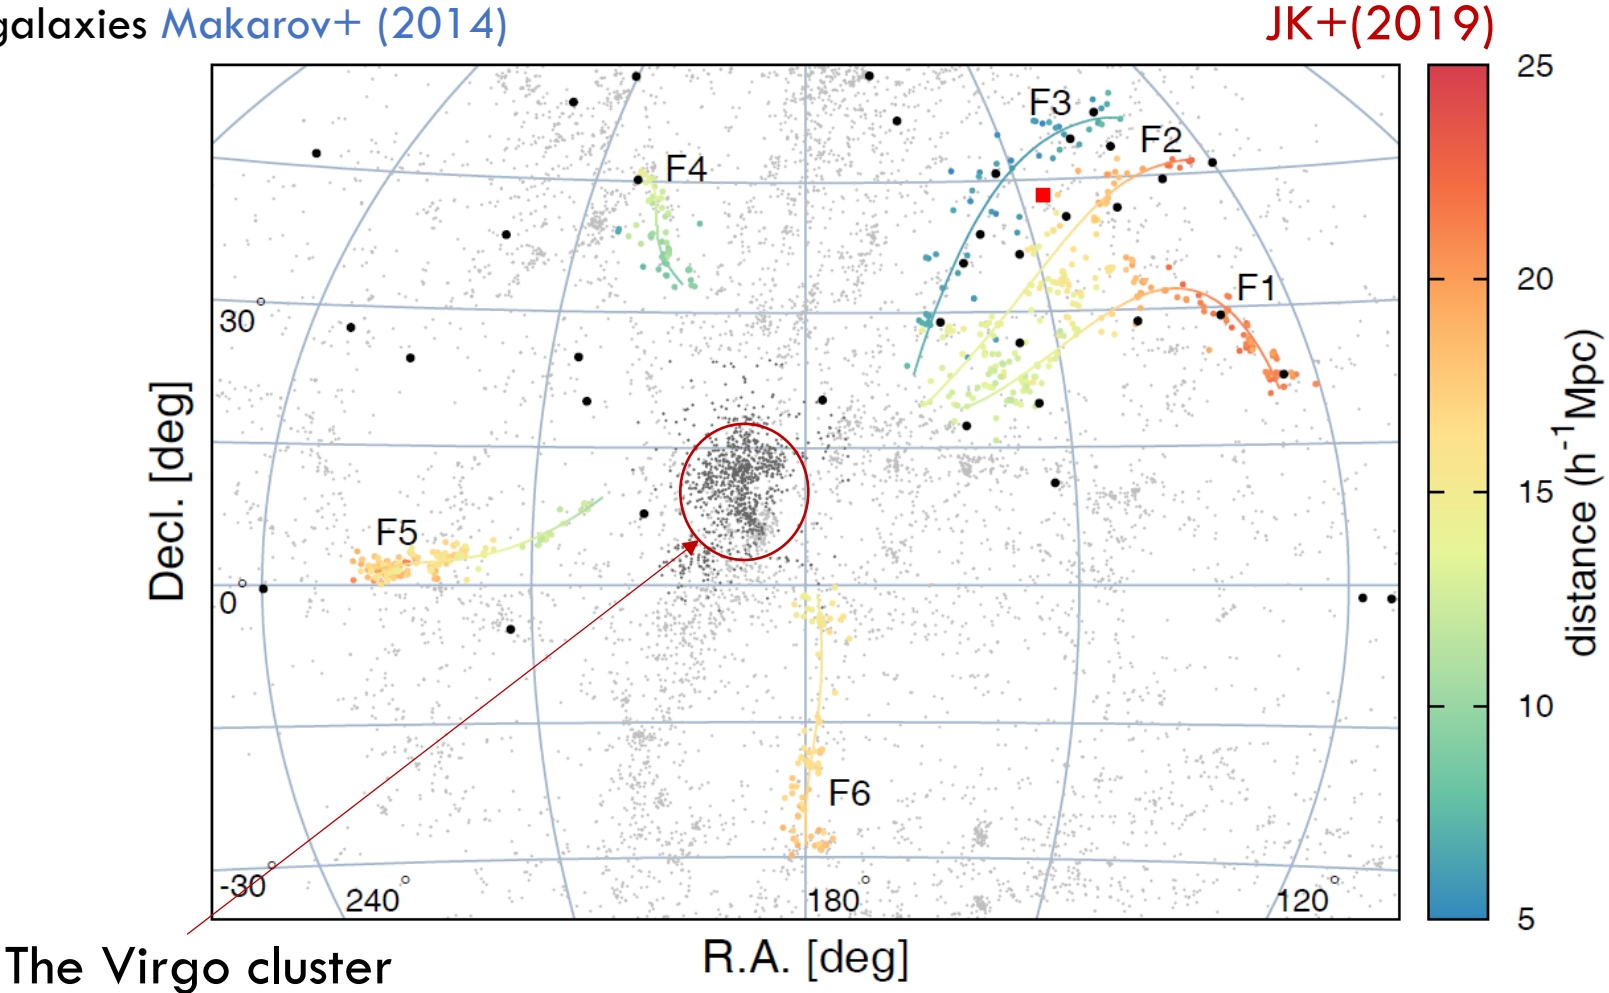 galaxies Makarov+ (2014)
JK+(2019)
25
F3
F2
F4
20
F1
30°
distance (h⁻¹Mpc)
Decl. [deg]
15
F5
0°
10
F6
-30°
240°
180°
120°
5
R.A. [deg]
The Virgo cluster